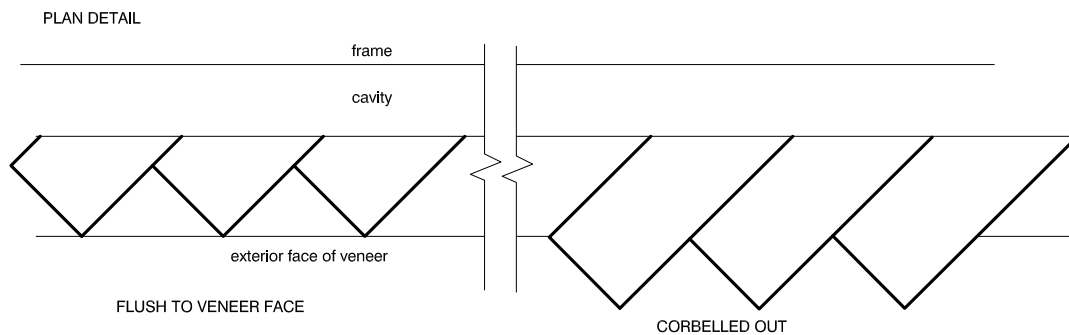 PLAN DETAIL
frame
cavity
exterior face of veneer
FLUSH TO VENEER FACE
CORBELLED OUT